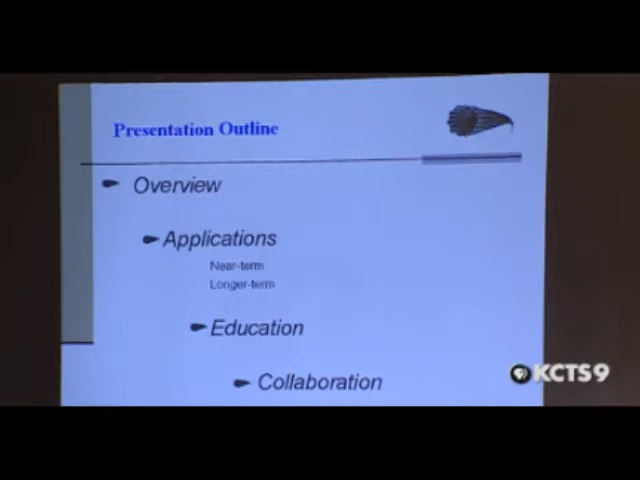 Presentation Outline
Overview
Applications
Near-term
Longer-term
Education
Collaboration
KCTS9